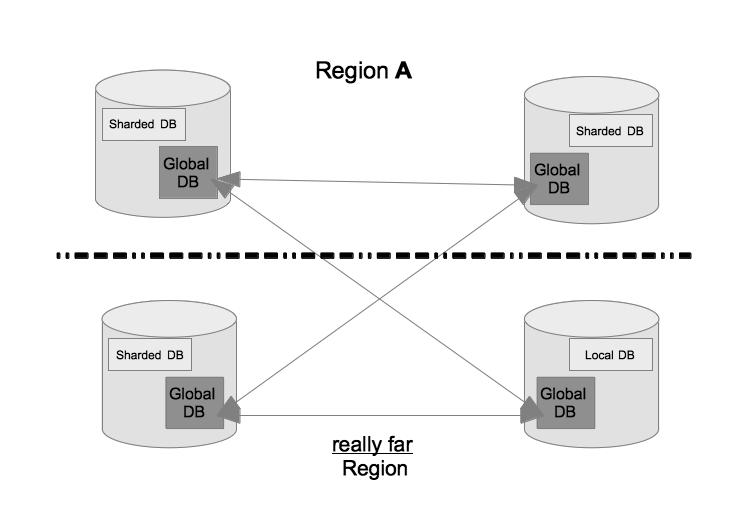 Region A
Sharded DB
Global
DB
Sharded DB
Global
DB
Sharded DB
Global
DB
Local DB
Global
DB
really far
Region